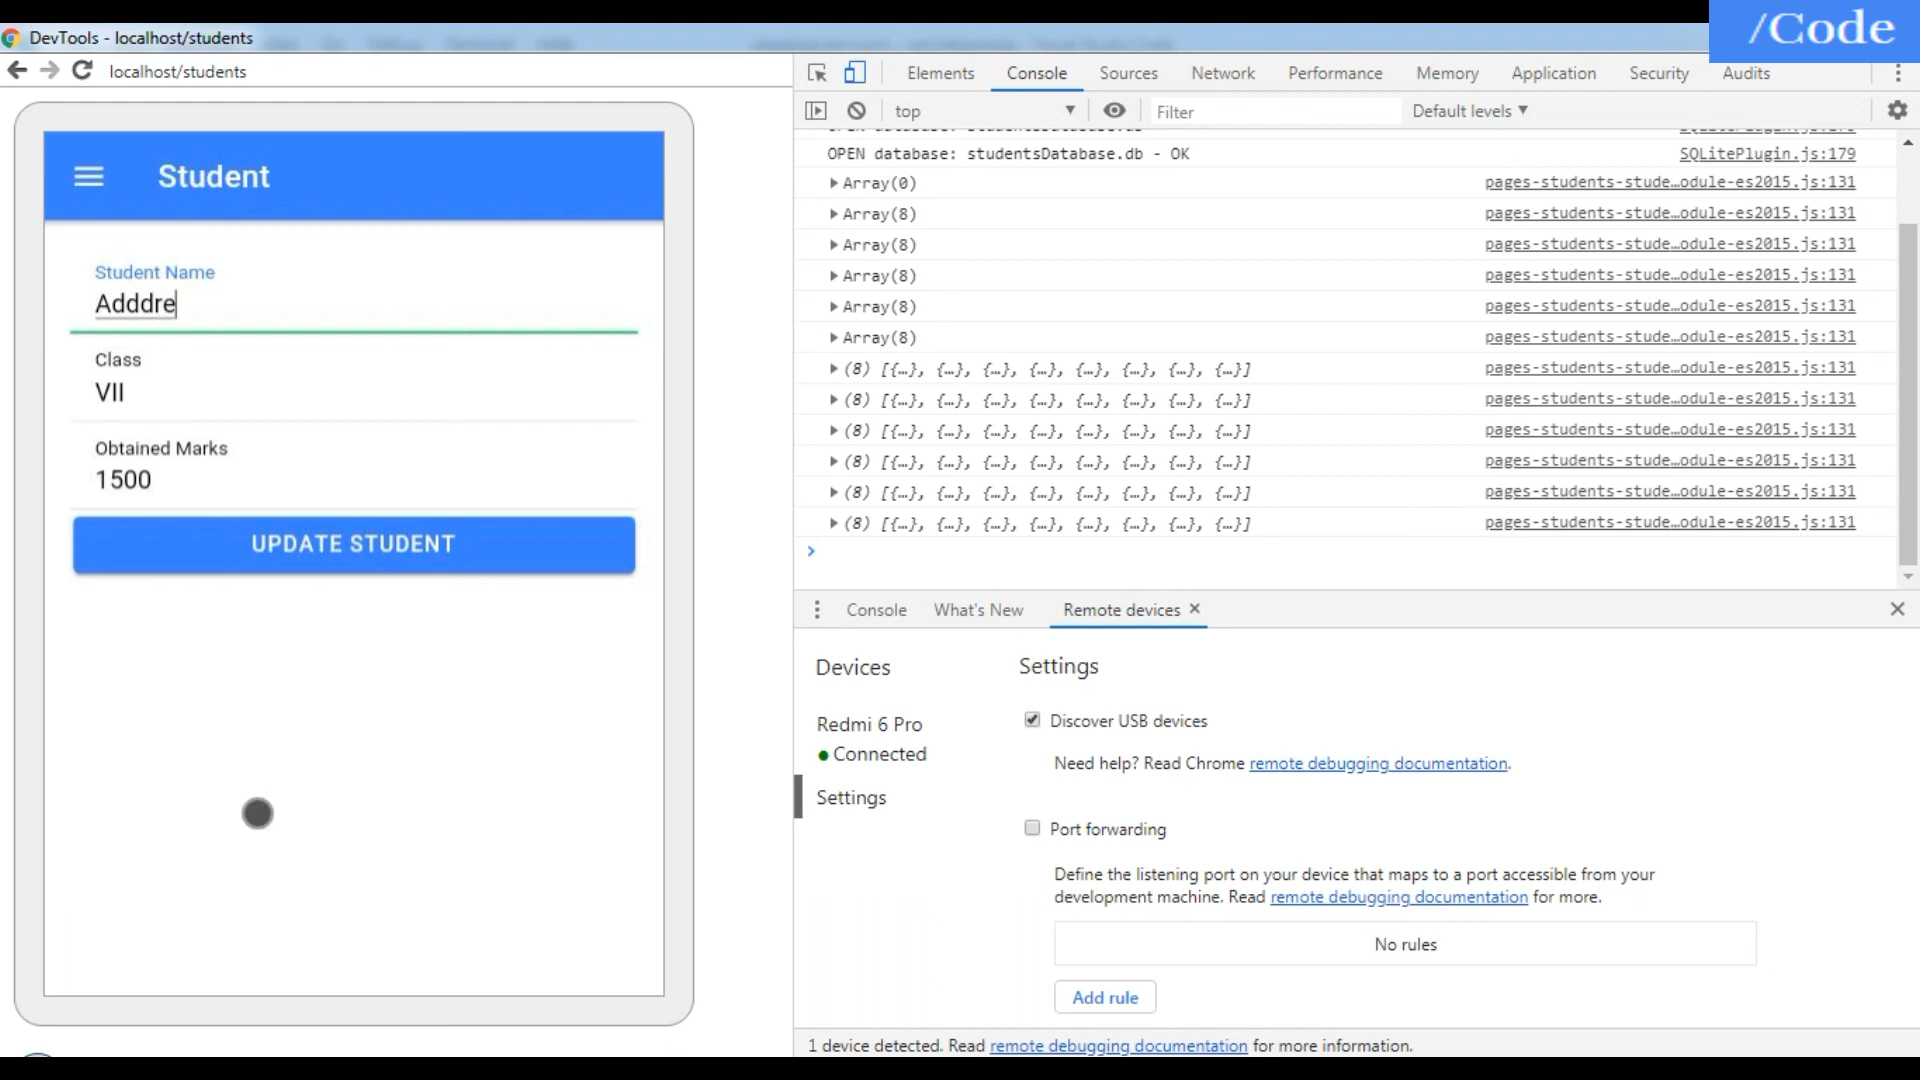 /Code
DevTools - localhost/students
localhost/students
Elements Console Sources Network Performance Memory Application Security Audits
top Filter Default levels
OPEN database: studentsDatabase.db - OK SQLitePlugin.js:179
Array(0) pages-students-stude…odule-es2015.js:131
Array(8) pages-students-stude…odule-es2015.js:131
Array(8) pages-students-stude…odule-es2015.js:131
Array(8) pages-students-stude…odule-es2015.js:131
Array(8) pages-students-stude…odule-es2015.js:131
Array(8) pages-students-stude…odule-es2015.js:131
(8) [{…}, {…}, {…}, {…}, {…}, {…}, {…}, {…}] pages-students-stude…odule-es2015.js:131
(8) [{…}, {…}, {…}, {…}, {…}, {…}, {…}, {…}] pages-students-stude…odule-es2015.js:131
(8) [{…}, {…}, {…}, {…}, {…}, {…}, {…}, {…}] pages-students-stude…odule-es2015.js:131
(8) [{…}, {…}, {…}, {…}, {…}, {…}, {…}, {…}] pages-students-stude…odule-es2015.js:131
(8) [{…}, {…}, {…}, {…}, {…}, {…}, {…}, {…}] pages-students-stude…odule-es2015.js:131
(8) [{…}, {…}, {…}, {…}, {…}, {…}, {…}, {…}] pages-students-stude…odule-es2015.js:131
Student
Student Name
Adddre
Class
VII
Obtained Marks
1500
UPDATE STUDENT
Console What's New Remote devices
Devices
Redmi 6 Pro
Connected
Settings
Settings
Discover USB devices
Need help? Read Chrome remote debugging documentation.
Port forwarding
Define the listening port on your device that maps to a port accessible from your
development machine. Read remote debugging documentation for more.
No rules
Add rule
1 device detected. Read remote debugging documentation for more information.